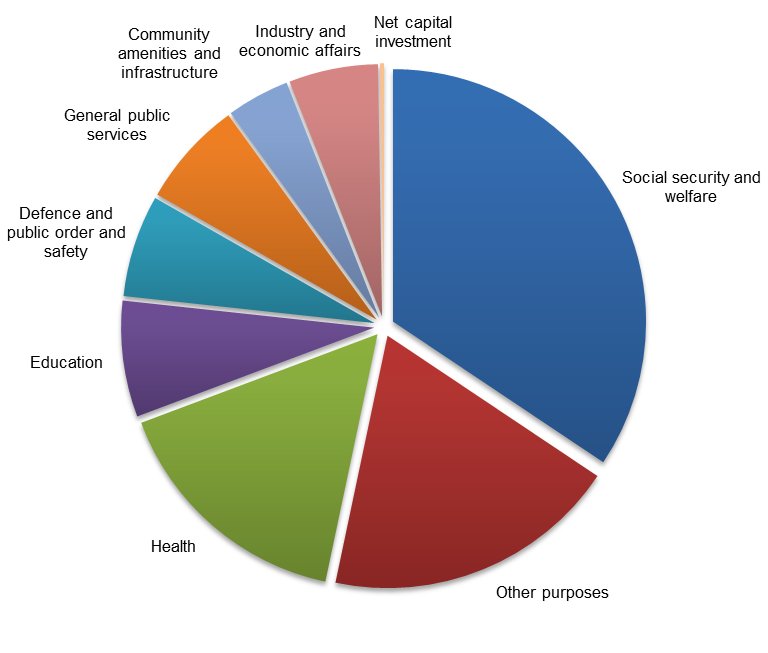 Net capital
investment
Industry and
economic affairs
Community
amenities and
infrastructure
General public
services
Social security and
welfare
Defence and
public order and
safety
Education
Health
Other purposes